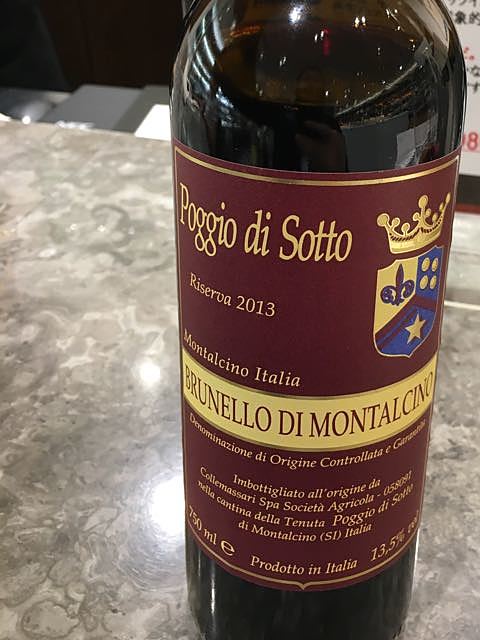 Poggio di Sotto
Riserva 2013
Montalcino Italia
BRUNELLO DI MONTALCINO
Denominazione di Origine Controllata e Garantita
Imbottigliato all'origine da
Collemassari Spa Società Agricola - 058091
nella cantina della Tenuta Poggio di Sotto
di Montalcino (SI) Italia
750 ml e
Prodotto in Italia
13,5% vol